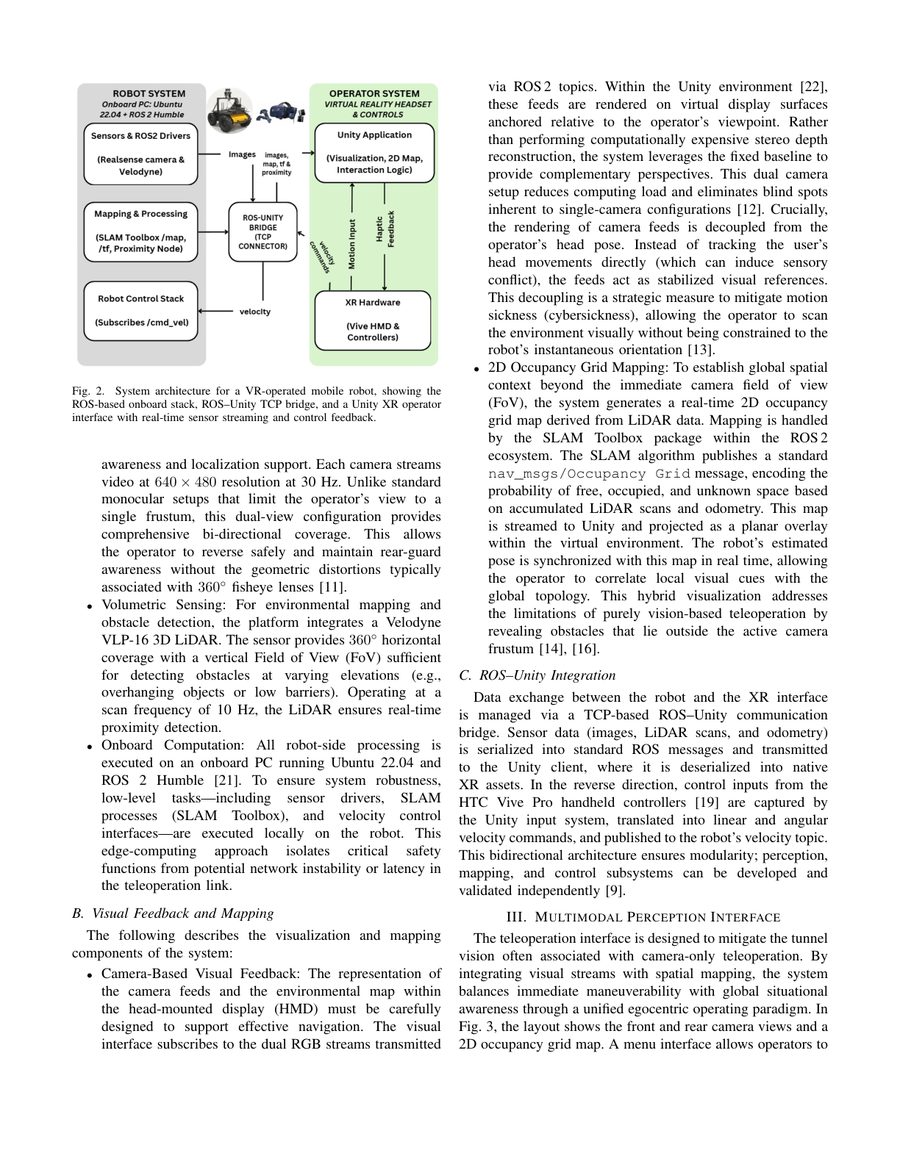 ROBOT SYSTEM
Onboard PC: Ubuntu
22.04 + ROS 2 Humble
Sensors & ROS2 Drivers
(Realsense camera &
Velodyne)
Mapping & Processing
(SLAM Toolbox /map,
/tf, Proximity Node)
Robot Control Stack
(Subscribes /cmd_vel)
Images
images,
map, tf &
proximity
ROS-UNITY
BRIDGE
(TCP
CONNECTOR)
velocity
OPERATOR SYSTEM
VIRTUAL REALITY HEADSET
& CONTROLS
Unity Application
(Visualization, 2D Map,
Interaction Logic)
velocity
commands
Motion Input
Haptic
Feedback
XR Hardware
(Vive HMD &
Controllers)
Fig. 2. System architecture for a VR-operated mobile robot, showing the
ROS-based onboard stack, ROS–Unity TCP bridge, and a Unity XR operator
interface with real-time sensor streaming and control feedback.
awareness and localization support. Each camera streams
video at 640 × 480 resolution at 30 Hz. Unlike standard
monocular setups that limit the operator's view to a
single frustum, this dual-view configuration provides
comprehensive bi-directional coverage. This allows
the operator to reverse safely and maintain rear-guard
awareness without the geometric distortions typically
associated with 360° fisheye lenses [11].
• Volumetric Sensing: For environmental mapping and
obstacle detection, the platform integrates a Velodyne
VLP-16 3D LiDAR. The sensor provides 360° horizontal
coverage with a vertical Field of View (FoV) sufficient
for detecting obstacles at varying elevations (e.g.,
overhanging objects or low barriers). Operating at a
scan frequency of 10 Hz, the LiDAR ensures real-time
proximity detection.
• Onboard Computation: All robot-side processing is
executed on an onboard PC running Ubuntu 22.04 and
ROS 2 Humble [21]. To ensure system robustness,
low-level tasks—including sensor drivers, SLAM
processes (SLAM Toolbox), and velocity control
interfaces—are executed locally on the robot. This
edge-computing approach isolates critical safety
functions from potential network instability or latency in
the teleoperation link.
B. Visual Feedback and Mapping
The following describes the visualization and mapping
components of the system:
• Camera-Based Visual Feedback: The representation of
the camera feeds and the environmental map within
the head-mounted display (HMD) must be carefully
designed to support effective navigation. The visual
interface subscribes to the dual RGB streams transmitted
via ROS 2 topics. Within the Unity environment [22],
these feeds are rendered on virtual display surfaces
anchored relative to the operator's viewpoint. Rather
than performing computationally expensive stereo depth
reconstruction, the system leverages the fixed baseline to
provide complementary perspectives. This dual camera
setup reduces computing load and eliminates blind spots
inherent to single-camera configurations [12]. Crucially,
the rendering of camera feeds is decoupled from the
operator's head pose. Instead of tracking the user's
head movements directly (which can induce sensory
conflict), the feeds act as stabilized visual references.
This decoupling is a strategic measure to mitigate motion
sickness (cybersickness), allowing the operator to scan
the environment visually without being constrained to the
robot's instantaneous orientation [13].
• 2D Occupancy Grid Mapping: To establish global spatial
context beyond the immediate camera field of view
(FoV), the system generates a real-time 2D occupancy
grid map derived from LiDAR data. Mapping is handled
by the SLAM Toolbox package within the ROS 2
ecosystem. The SLAM algorithm publishes a standard
nav_msgs/Occupancy Grid message, encoding the
probability of free, occupied, and unknown space based
on accumulated LiDAR scans and odometry. This map
is streamed to Unity and projected as a planar overlay
within the virtual environment. The robot's estimated
pose is synchronized with this map in real time, allowing
the operator to correlate local visual cues with the
global topology. This hybrid visualization addresses
the limitations of purely vision-based teleoperation by
revealing obstacles that lie outside the active camera
frustum [14], [16].
C. ROS–Unity Integration
Data exchange between the robot and the XR interface
is managed via a TCP-based ROS–Unity communication
bridge. Sensor data (images, LiDAR scans, and odometry)
is serialized into standard ROS messages and transmitted
to the Unity client, where it is deserialized into native
XR assets. In the reverse direction, control inputs from the
HTC Vive Pro handheld controllers [19] are captured by
the Unity input system, translated into linear and angular
velocity commands, and published to the robot's velocity topic.
This bidirectional architecture ensures modularity; perception,
mapping, and control subsystems can be developed and
validated independently [9].
III. MULTIMODAL PERCEPTION INTERFACE
The teleoperation interface is designed to mitigate the tunnel
vision often associated with camera-only teleoperation. By
integrating visual streams with spatial mapping, the system
balances immediate maneuverability with global situational
awareness through a unified egocentric operating paradigm. In
Fig. 3, the layout shows the front and rear camera views and a
2D occupancy grid map. A menu interface allows operators to